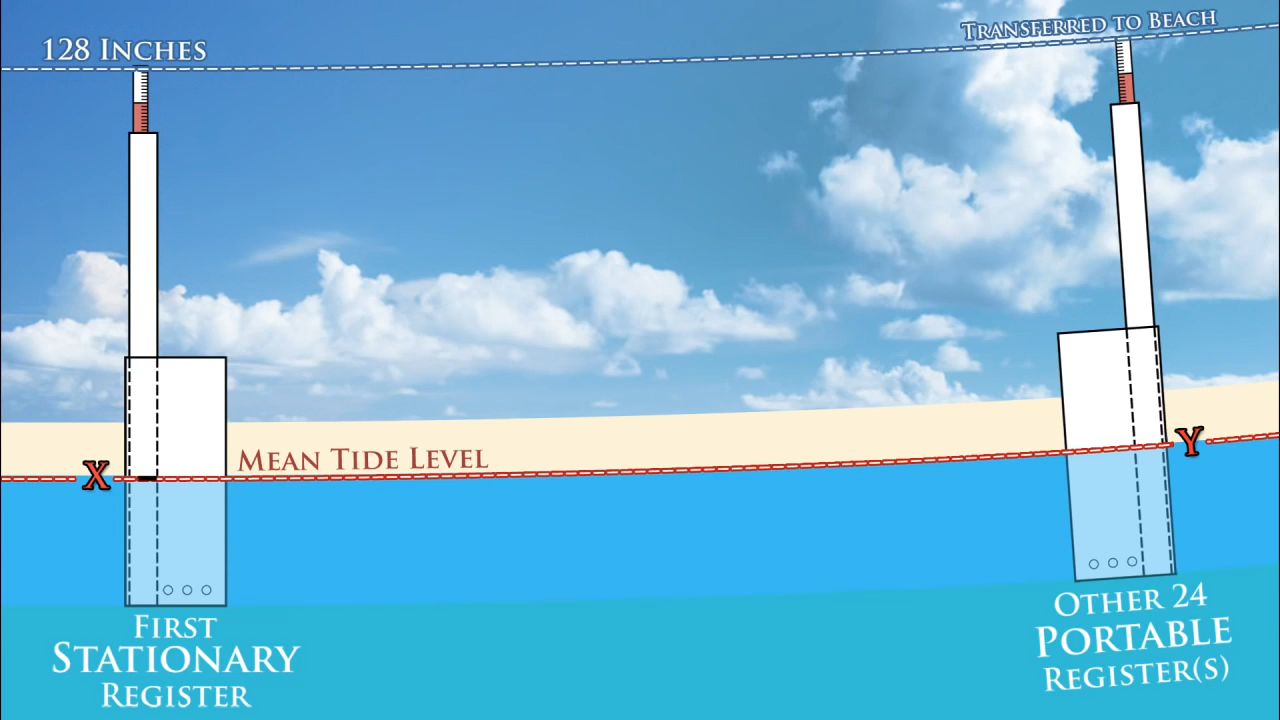 128 Inches
Transferred to Beach
Mean Tide Level
X
Y
First
Stationary
Register
Other 24
Portable
Register(s)